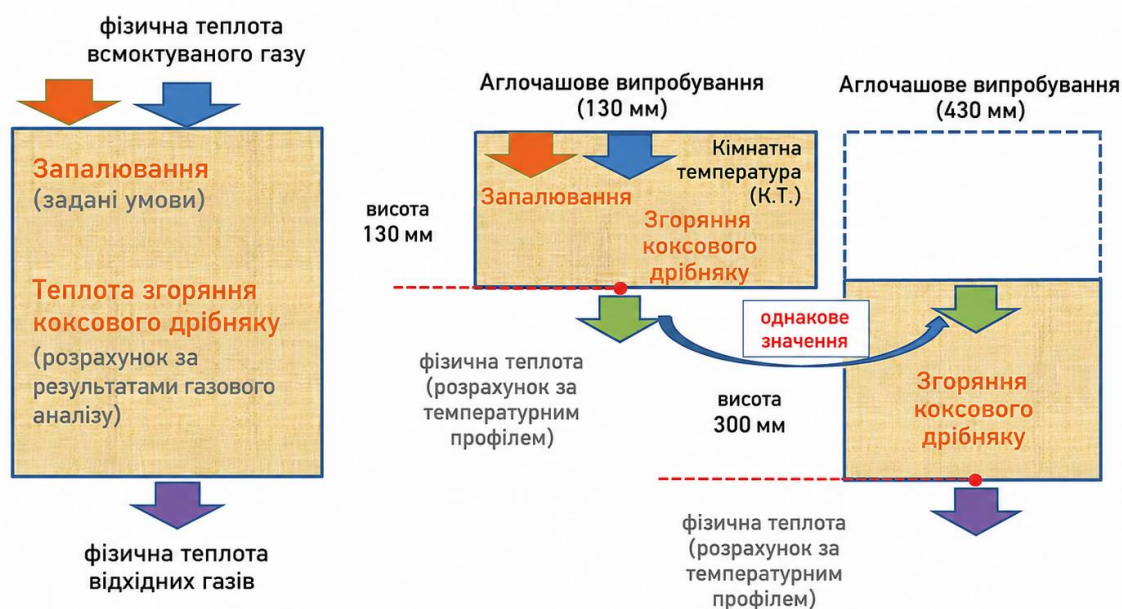 фізична теплота
всмоктуваного газу
Запалювання
(задані умови)
Теплота згоряння
коксового дрібняку
(розрахунок за
результатами газового
аналізу)
фізична теплота
відхідних газів
Аглочашове випробування
(130 мм)
висота
130 мм
Запалювання
Кімнатна
температура
(К.Т.)
Згоряння
коксового
дрібняку
фізична теплота
(розрахунок за
температурним
профілем)
однакове
значення
Аглочашове випробування
(430 мм)
висота
300 мм
Згоряння
коксового
дрібняку
фізична теплота
(розрахунок за
температурним
профілем)